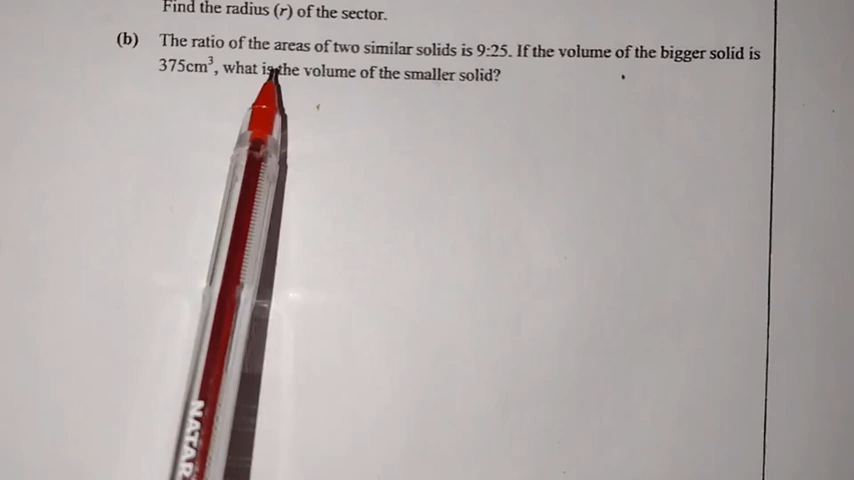 Find the radius (r) of the sector.
(b) The ratio of the areas of two similar solids is 9:25. If the volume of the bigger solid is
375cm³, what is the volume of the smaller solid?
NATAR